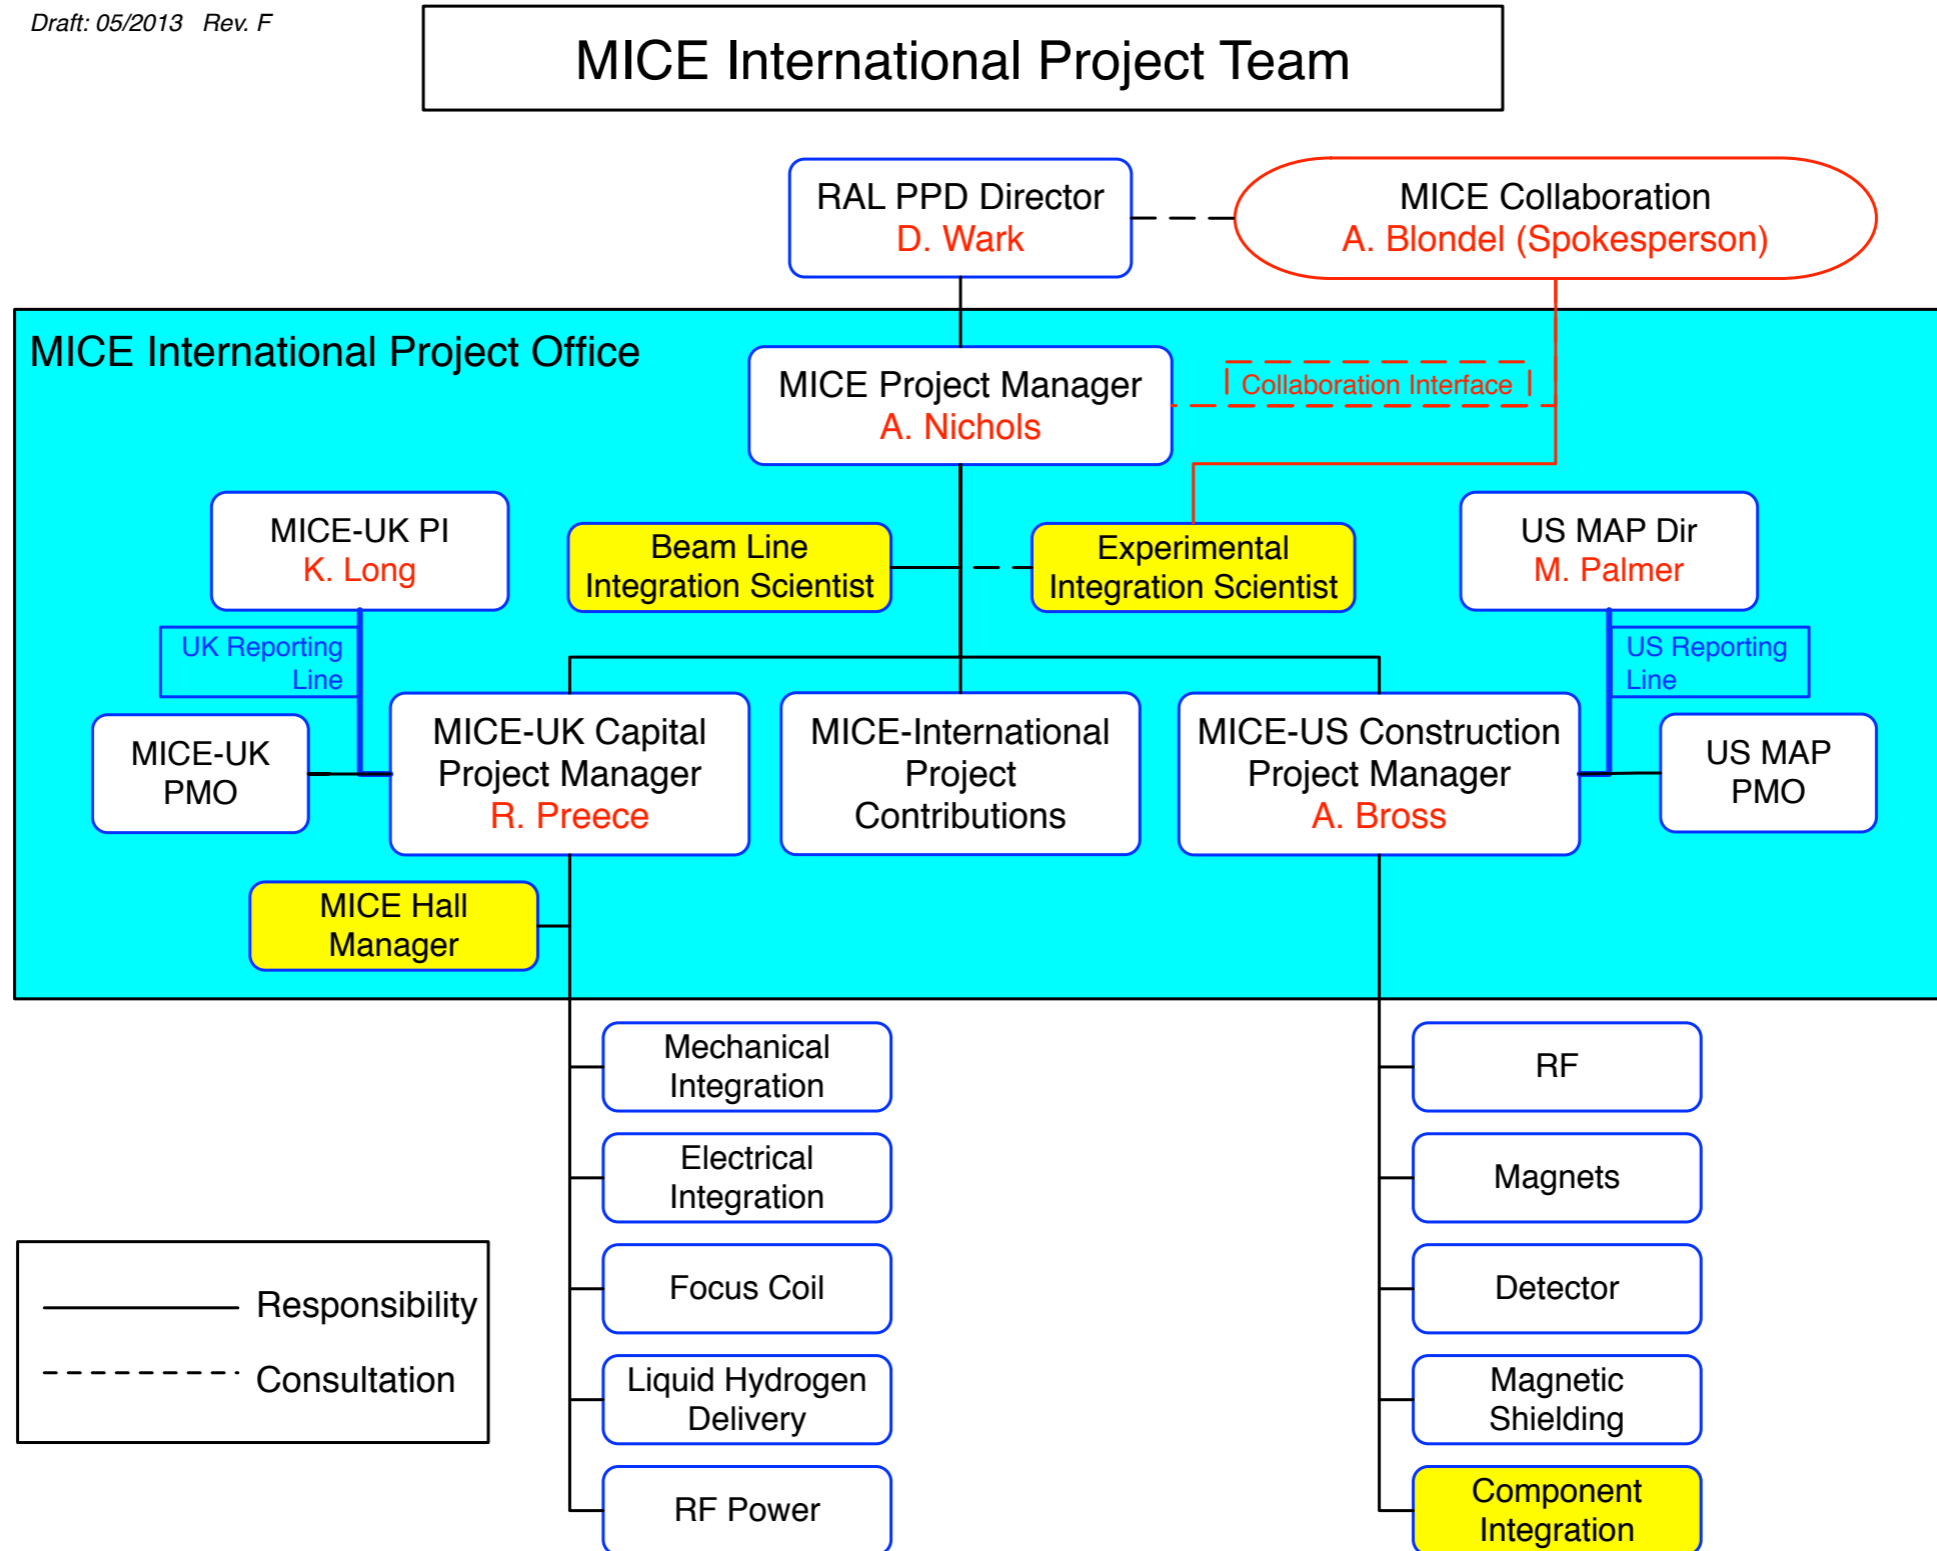 Draft: 05/2013 Rev. F
MICE International Project Team
RAL PPD Director
D. Wark
MICE Collaboration
A. Blondel (Spokesperson)
MICE International Project Office
MICE Project Manager
A. Nichols
Collaboration Interface
MICE-UK PI
K. Long
Beam Line
Integration Scientist
Experimental
Integration Scientist
US MAP Dir
M. Palmer
UK Reporting
Line
US Reporting
Line
MICE-UK
PMO
MICE-UK Capital
Project Manager
R. Preece
MICE-International
Project
Contributions
MICE-US Construction
Project Manager
A. Bross
US MAP
PMO
MICE Hall
Manager
Mechanical
Integration
Electrical
Integration
Focus Coil
Liquid Hydrogen
Delivery
RF Power
RF
Magnets
Detector
Magnetic
Shielding
Component
Integration
Responsibility
Consultation